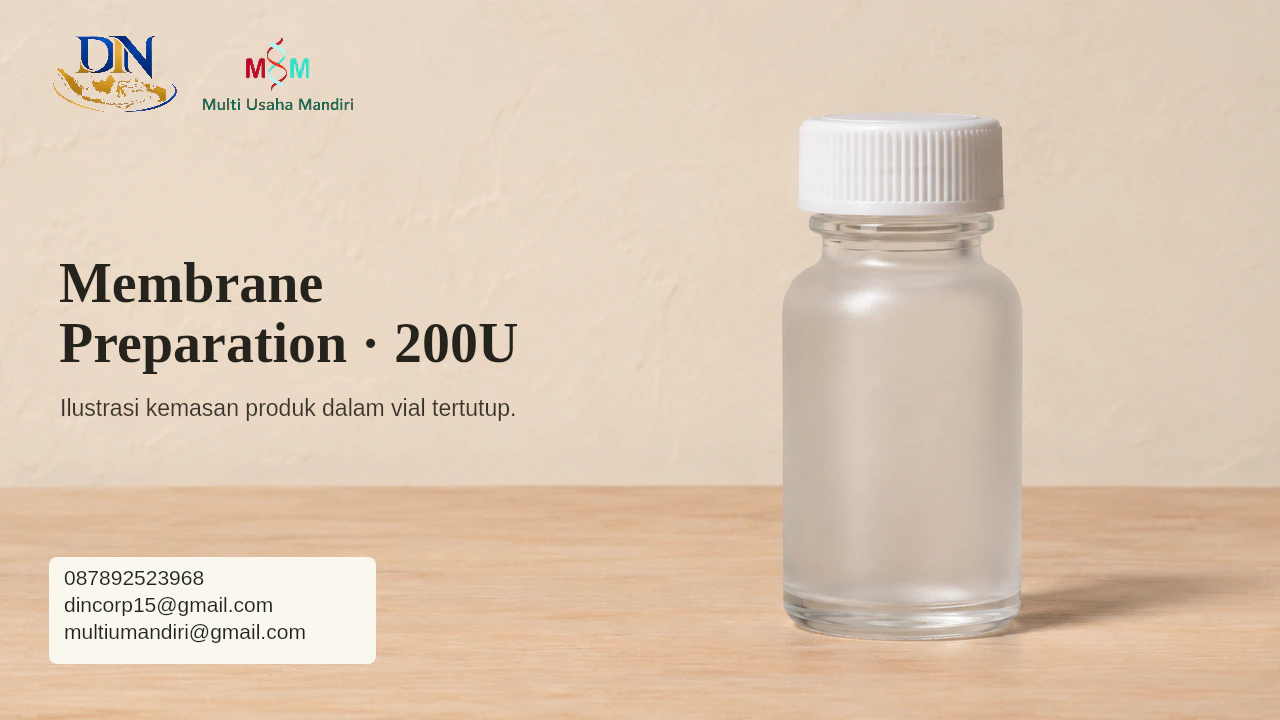 DIN
MSM
Multi Usaha Mandiri
Membrane
Preparation · 200U
Ilustrasi kemasan produk dalam vial tertutup.
087892523968
dincorp15@gmail.com
multiumandiri@gmail.com